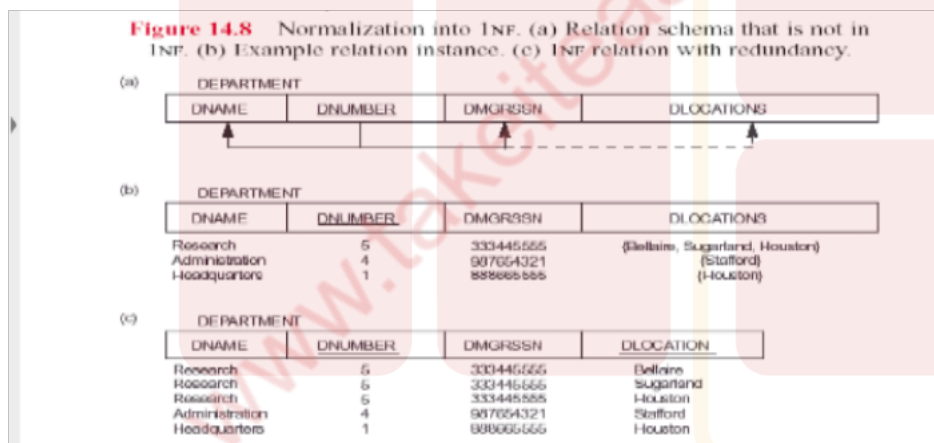 Figure 14.8 Normalization into 1NF. (a) Relation schema that is not in
1NF. (b) Example relation instance. (c) 1NF relation with redundancy.
(a) DEPARTMENT
DNAME DNUMBER DMGRSSN DLOCATIONS
(b) DEPARTMENT
DNAME DNUMBER DMGRSSN DLOCATIONS
Research 5 333445555 {Bellaire, Sugarland, Houston}
Administration 4 987654321 {Stafford}
Headquarters 1 888665555 {Houston}
(c) DEPARTMENT
DNAME DNUMBER DMGRSSN DLOCATION
Research 5 333445555 Bellaire
Research 5 333445555 Sugarland
Research 5 333445555 Houston
Administration 4 987654321 Stafford
Headquarters 1 888665555 Houston